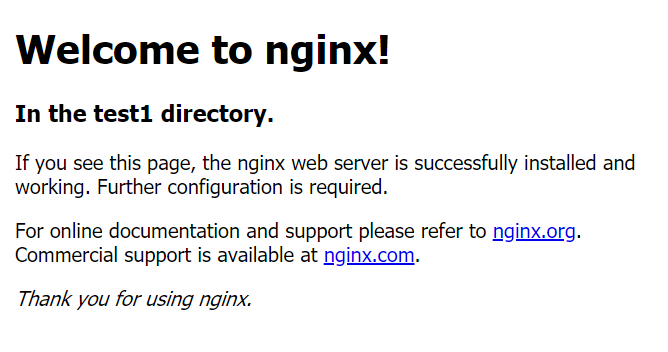 Welcome to nginx!
In the test1 directory.
If you see this page, the nginx web server is successfully installed and
working. Further configuration is required.
For online documentation and support please refer to nginx.org.
Commercial support is available at nginx.com.
Thank you for using nginx.